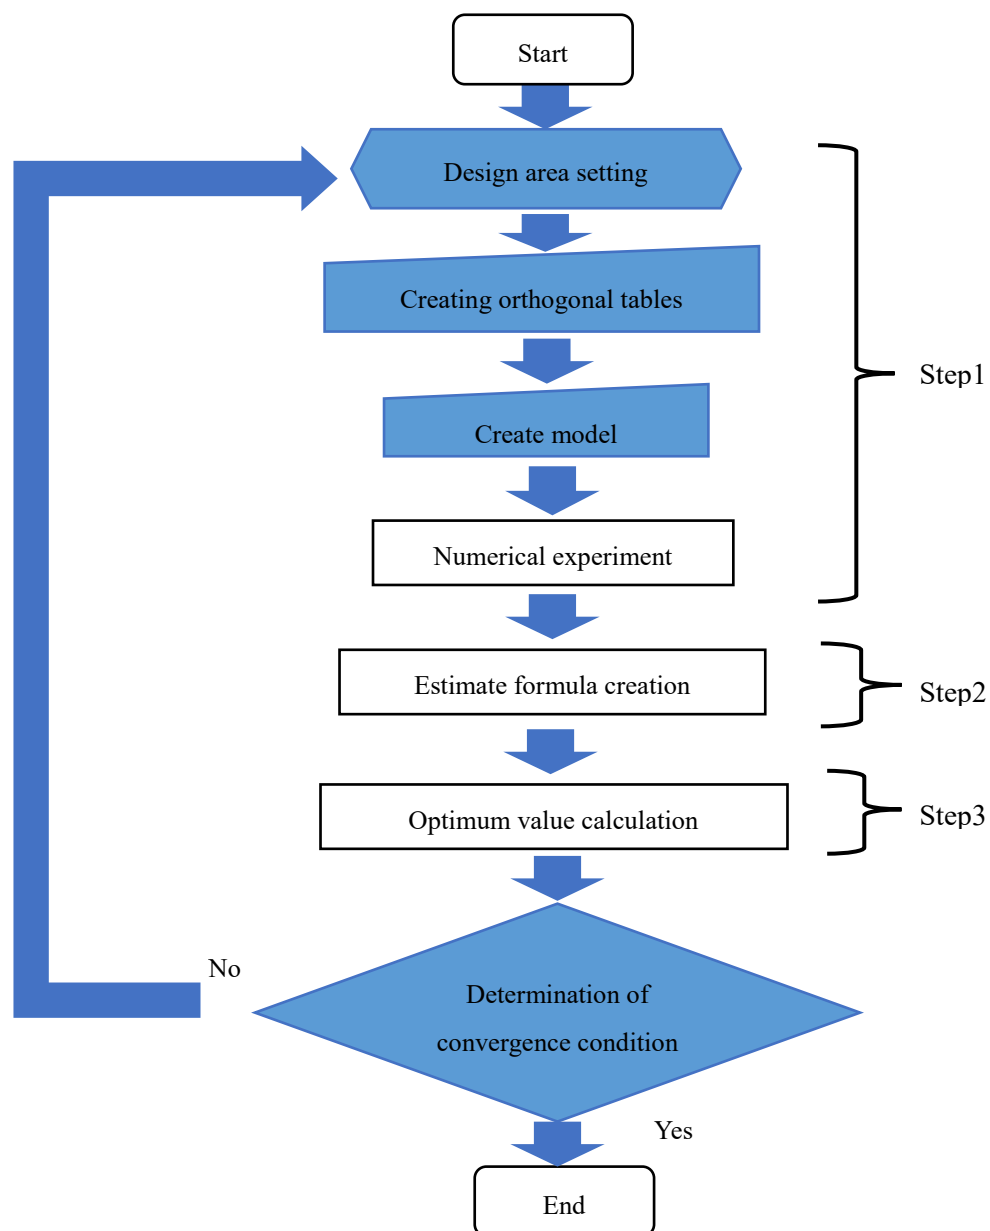 Start
Design area setting
Creating orthogonal tables
Create model
Numerical experiment
Step1
Estimate formula creation
Step2
Optimum value calculation
Step3
Determination of
convergence condition
No
Yes
End